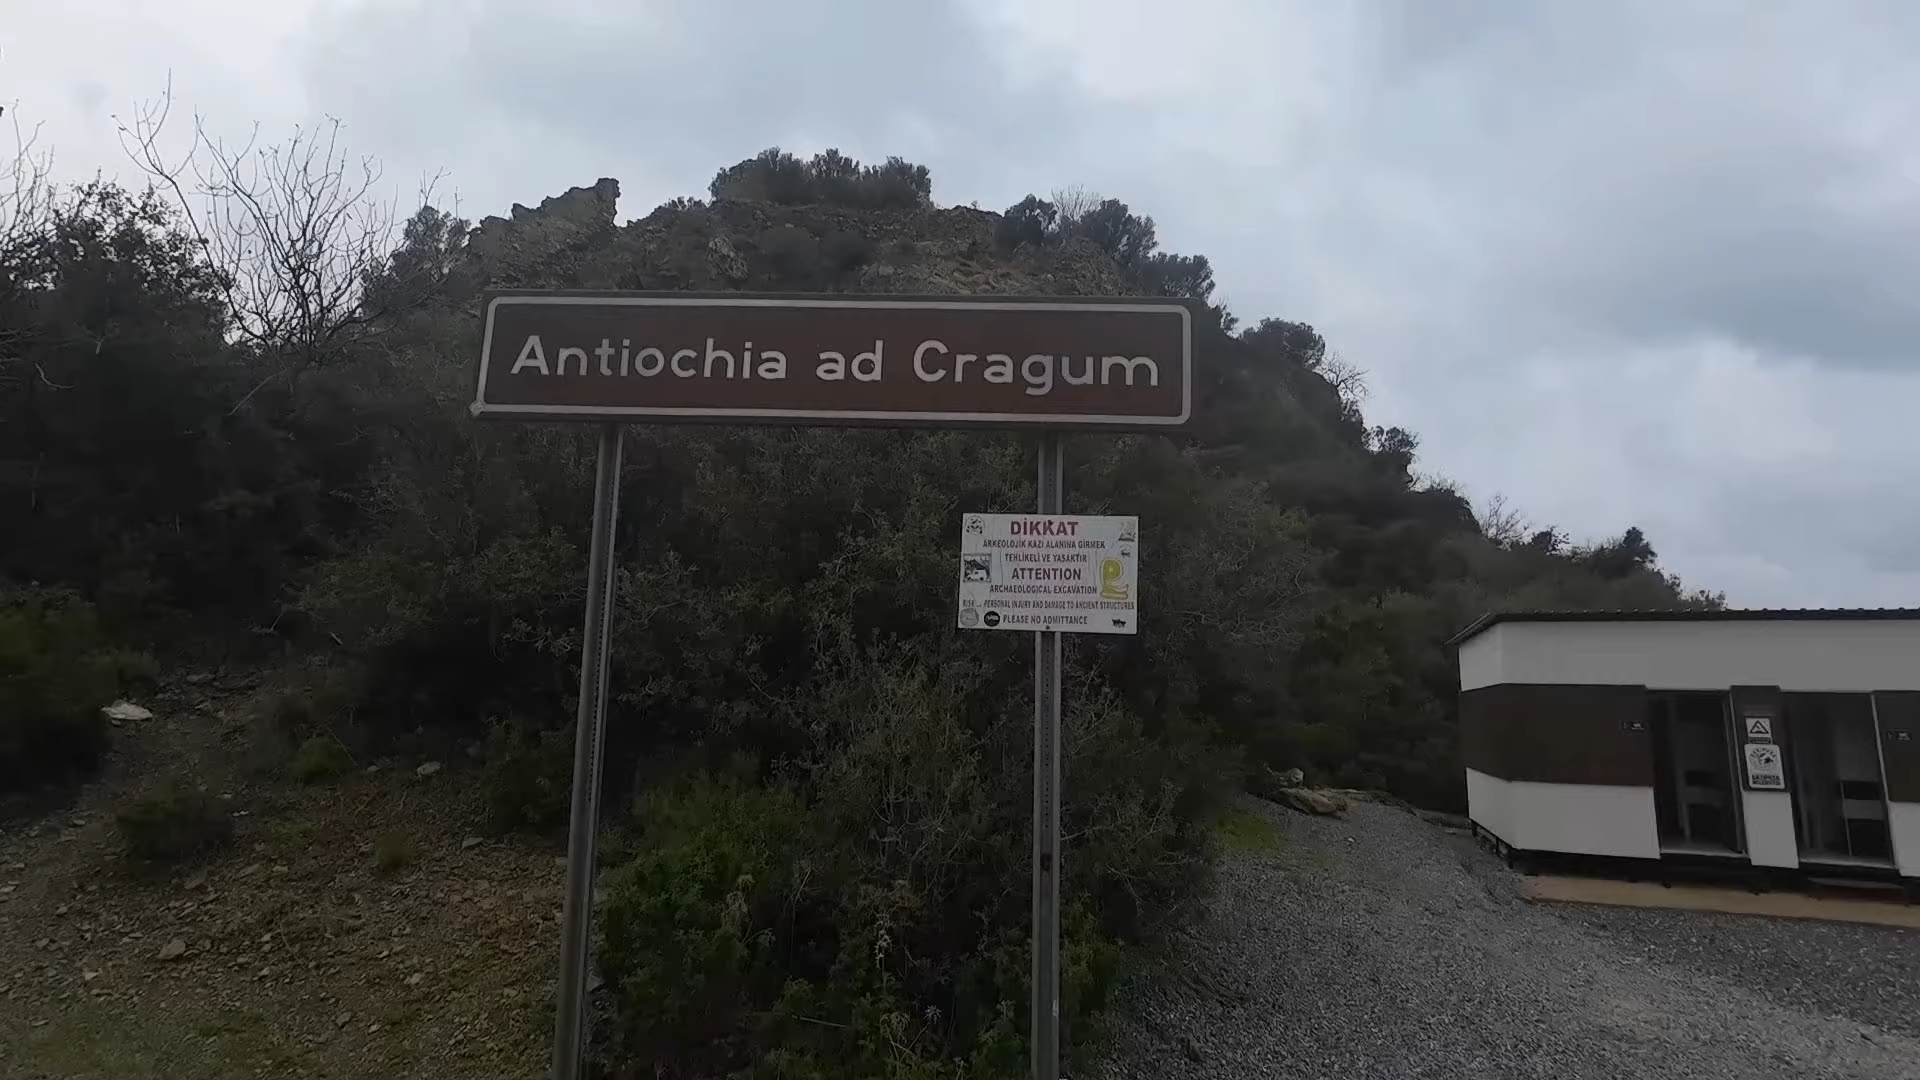 Antiochia ad Cragum
DİKKAT
ARKEOLOJİK KAZI ALANINA GİRMEK
TEHLİKELİ VE YASAKTIR
ATTENTION
ARCHAEOLOGICAL EXCAVATION
RISK PERSONAL INJURY AND DAMAGE TO ANCIENT STRUCTURES
PLEASE NO ADMITTANCE